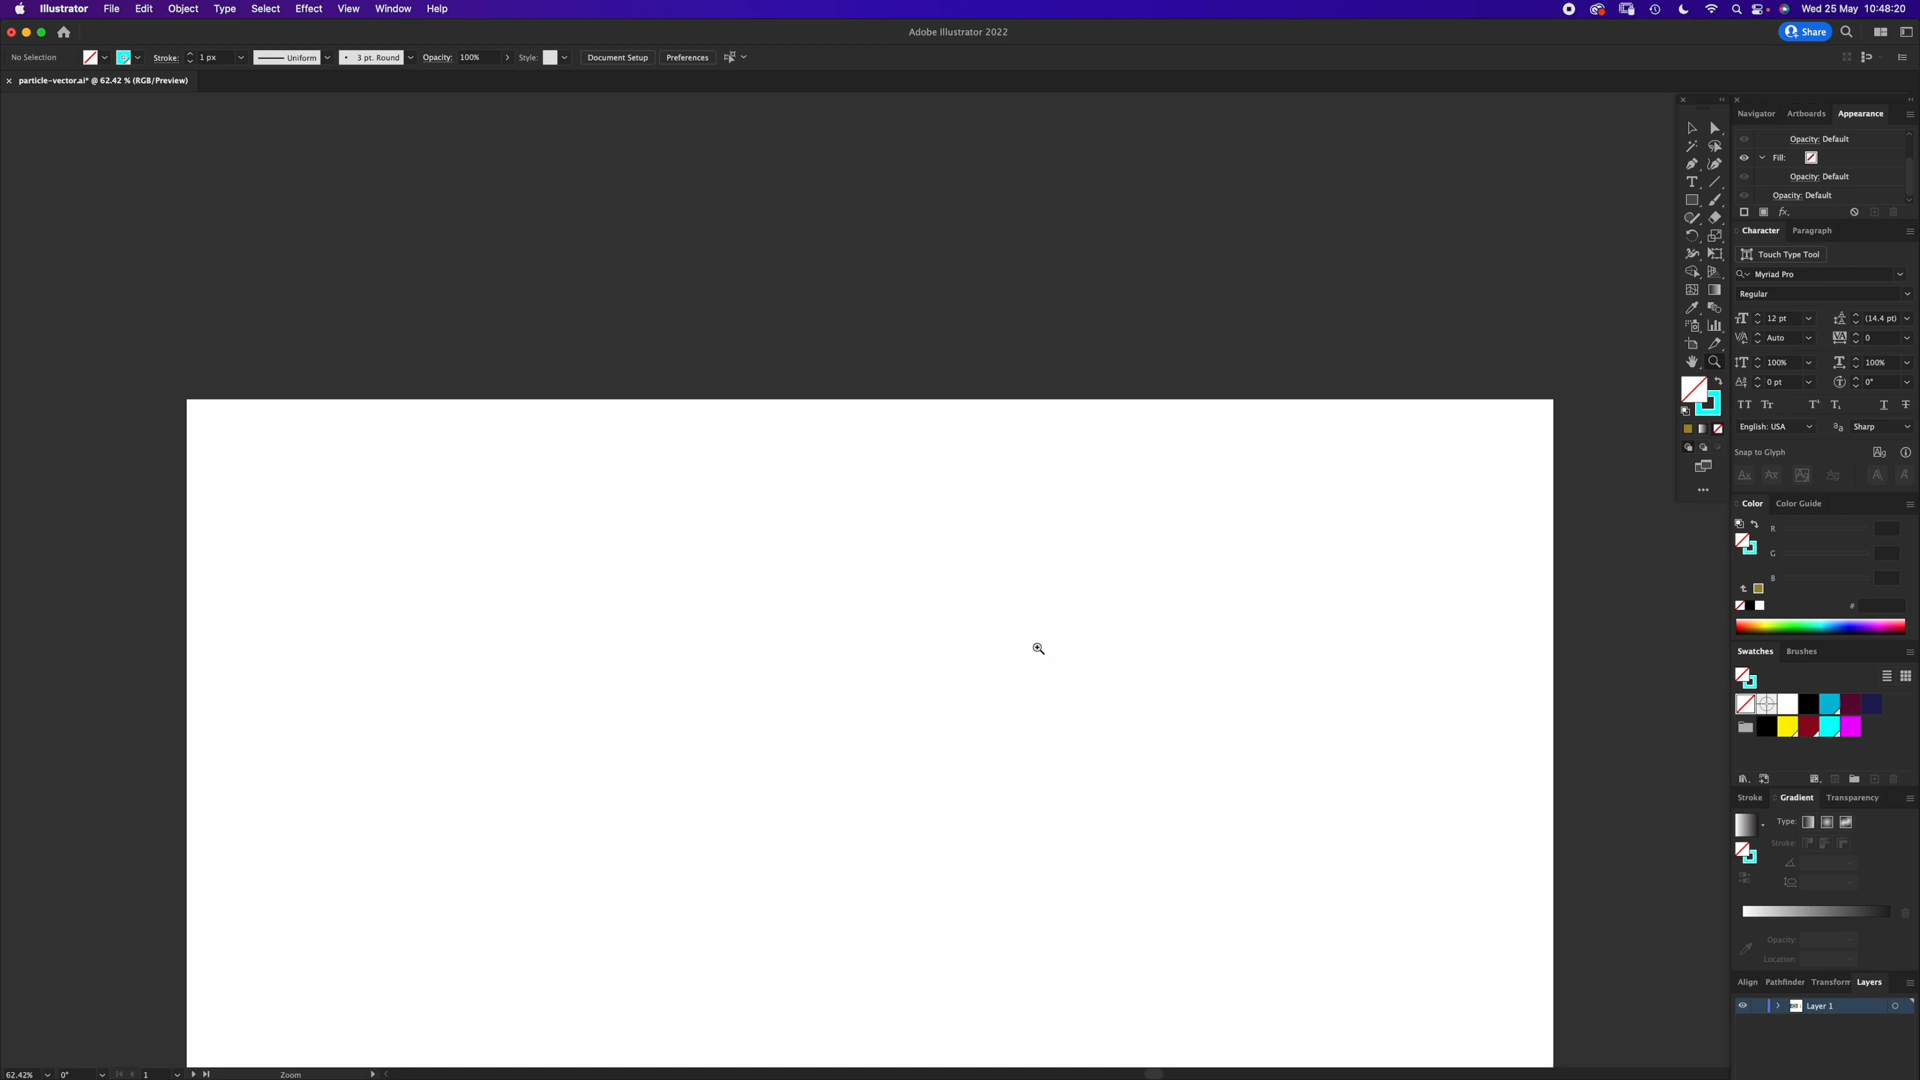 Illustrator File Edit Object Type Select Effect View Window Help Wed 25 May 10:48:20
Adobe Illustrator 2022 Share
No Selection Stroke: 1 px Uniform 3 pt. Round Opacity: 100% Style: Document Setup Preferences
× particle-vector.ai* @ 62.42 % (RGB/Preview)
Navigator Artboards Appearance
Opacity: Default
Fill:
Opacity: Default
Opacity: Default
fx.
Character Paragraph
Touch Type Tool
Myriad Pro
Regular
12 pt (14.4 pt)
Auto 0
100% 100%
0 pt 0°
English: USA Sharp
Snap to Glyph
Color Color Guide
R
G
B
#
Swatches Brushes
Stroke Gradient Transparency
Type:
Stroke:
Opacity:
Location:
Align Pathfinder Transform Layers
Layer 1
62.42% 0° 1 Zoom